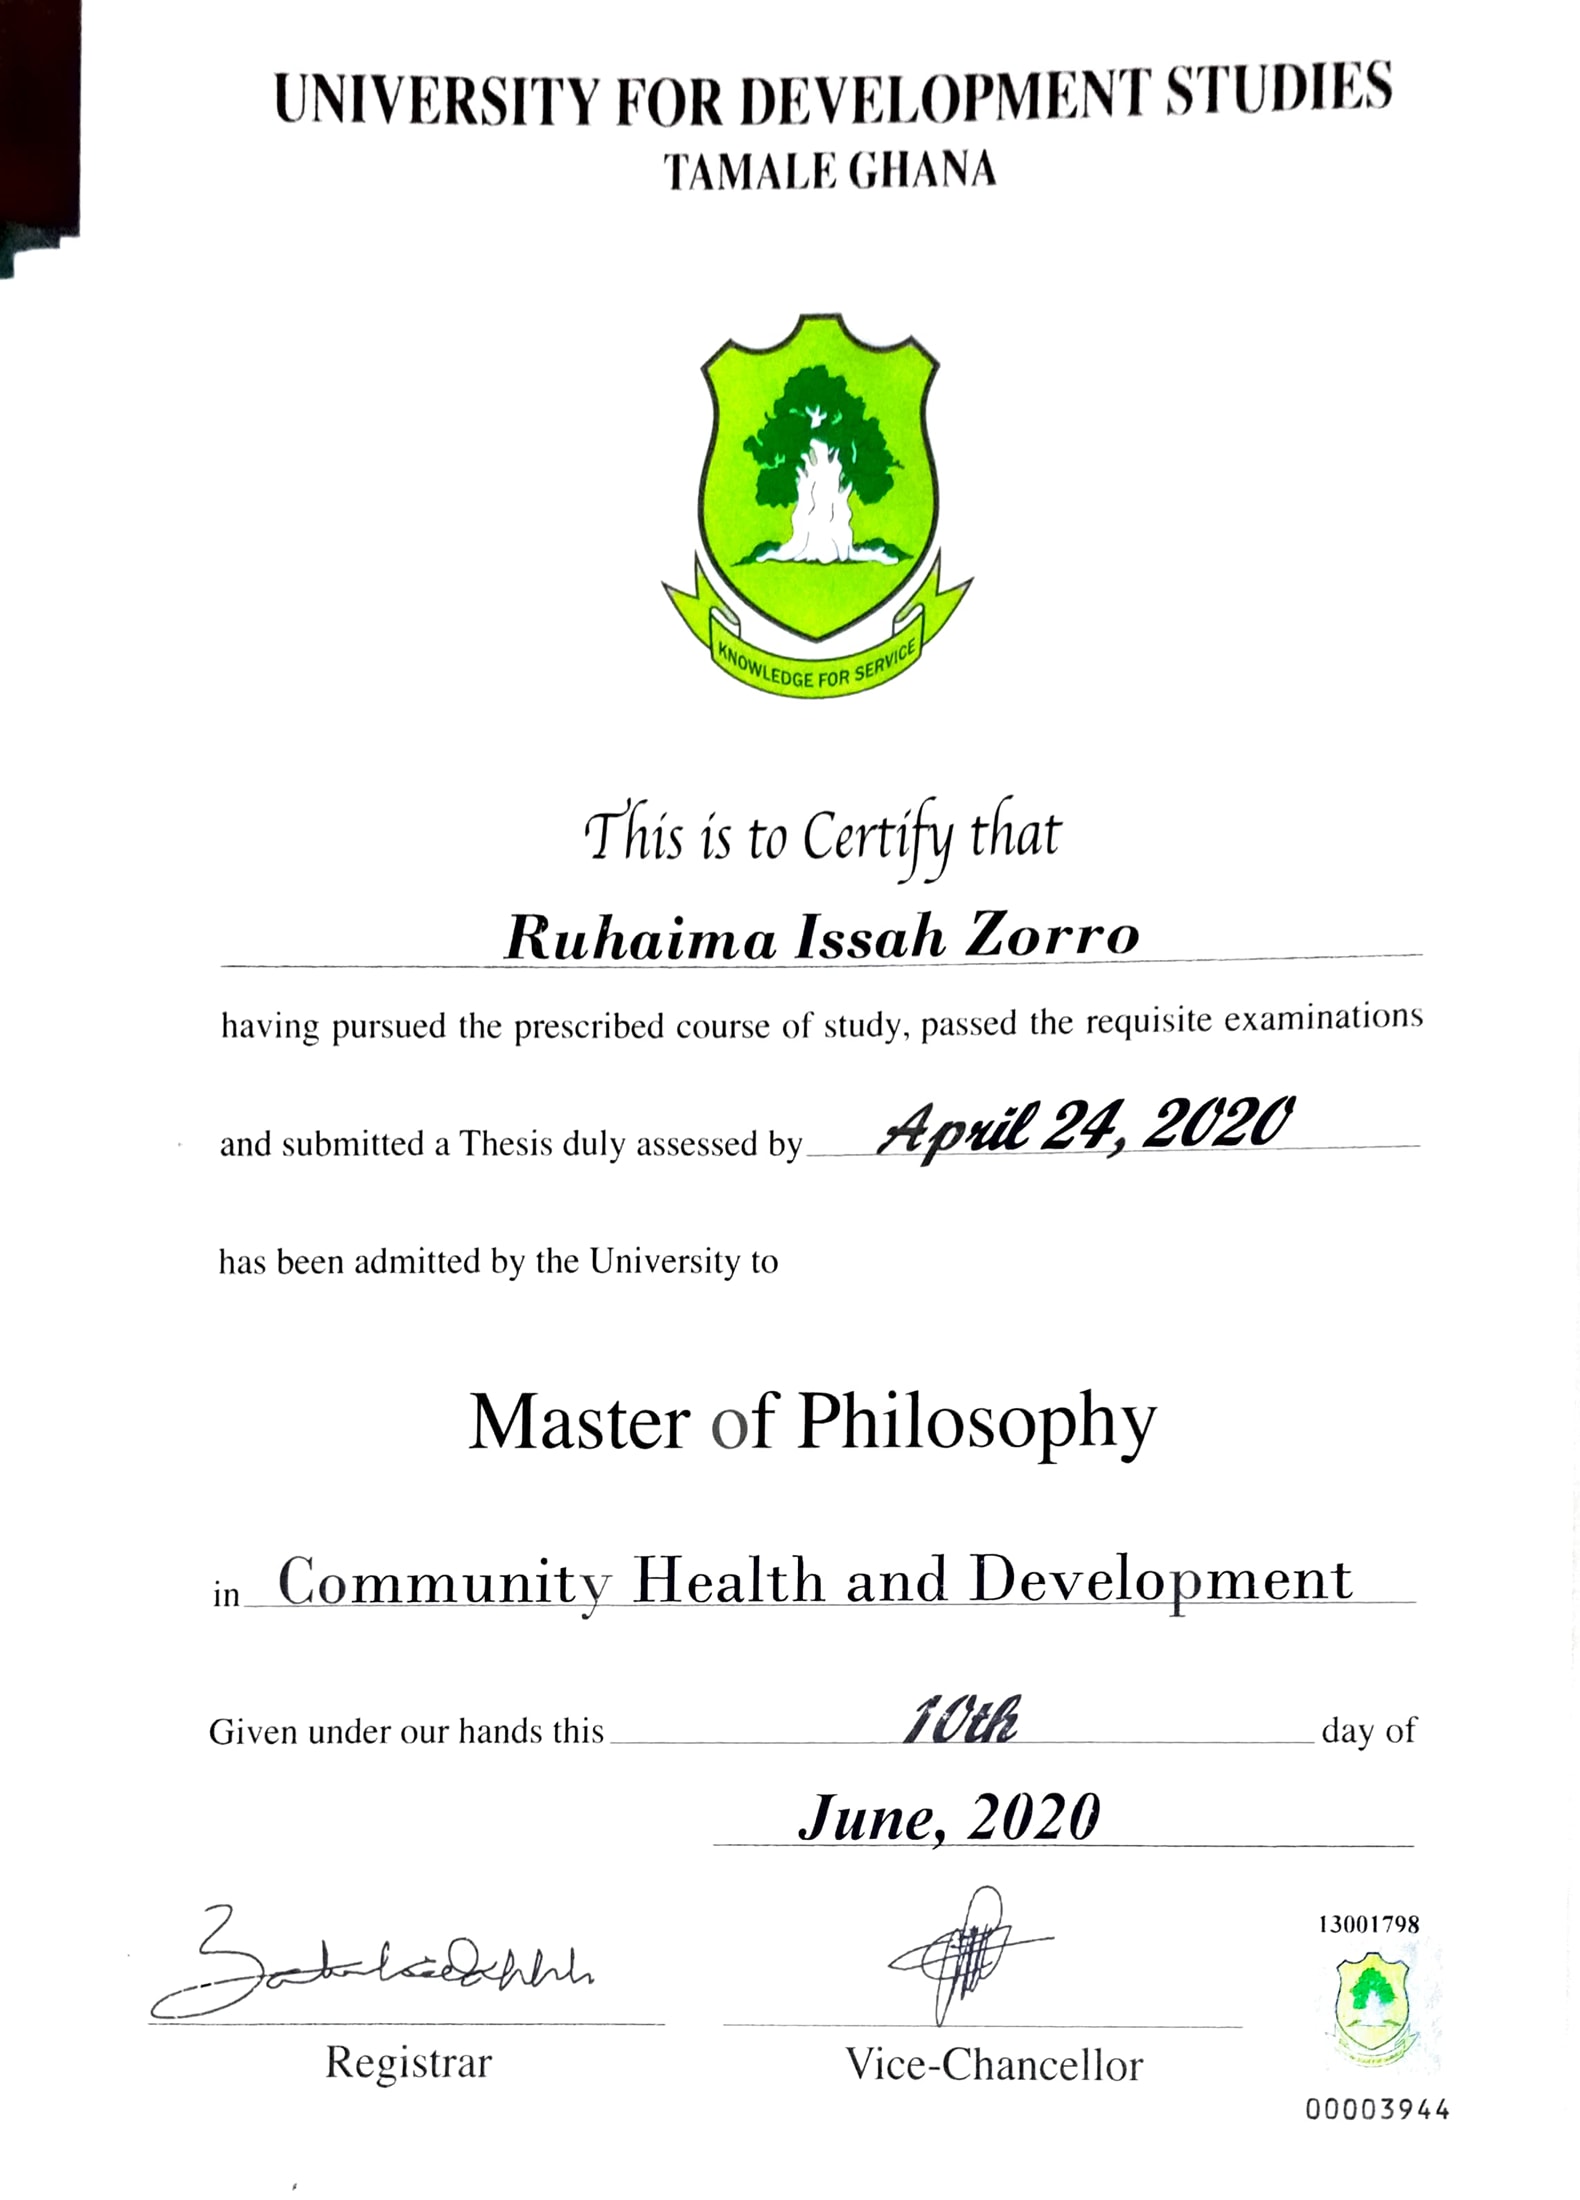 UNIVERSITY FOR DEVELOPMENT STUDIES
TAMALE GHANA
KNOWLEDGE FOR SERVICE
This is to Certify that
Ruhaima Issah Zorro
having pursued the prescribed course of study, passed the requisite examinations
and submitted a Thesis duly assessed by April 24, 2020
has been admitted by the University to
Master of Philosophy
in Community Health and Development
Given under our hands this 10th day of
June, 2020
13001798
Registrar
Vice-Chancellor
00003944